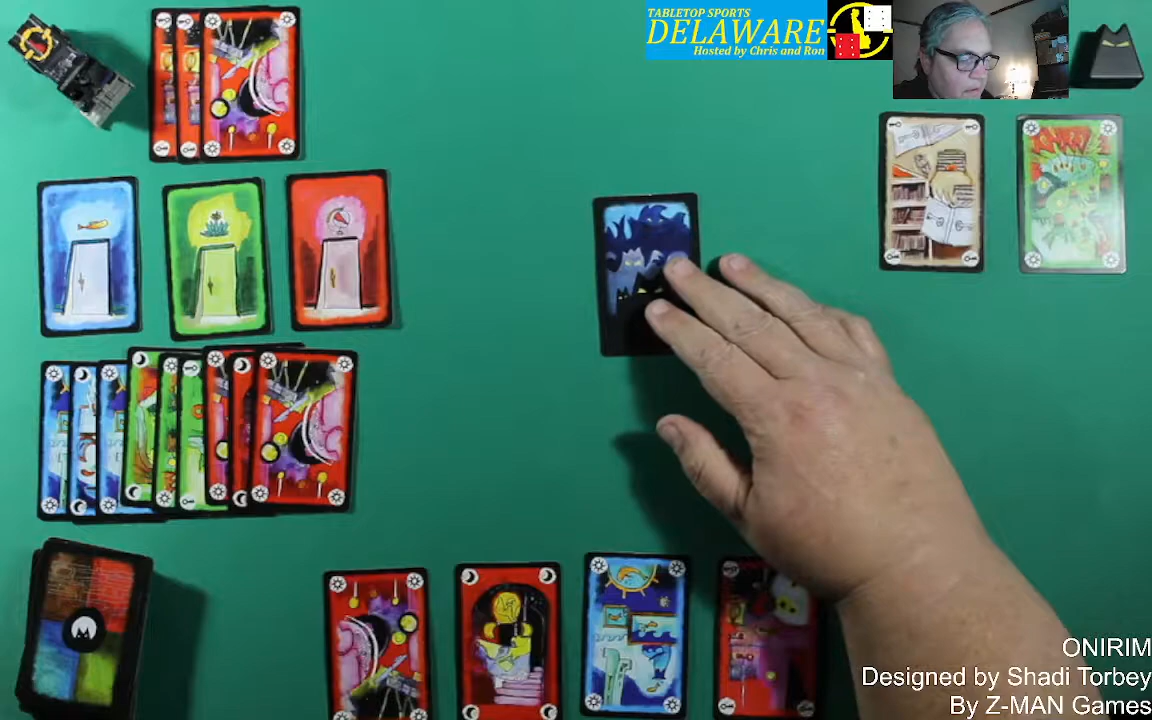 TABLETOP SPORTS
DELAWARE
Hosted by Chris and Ron
ONIRIM
Designed by Shadi Torbey
By Z-MAN Games